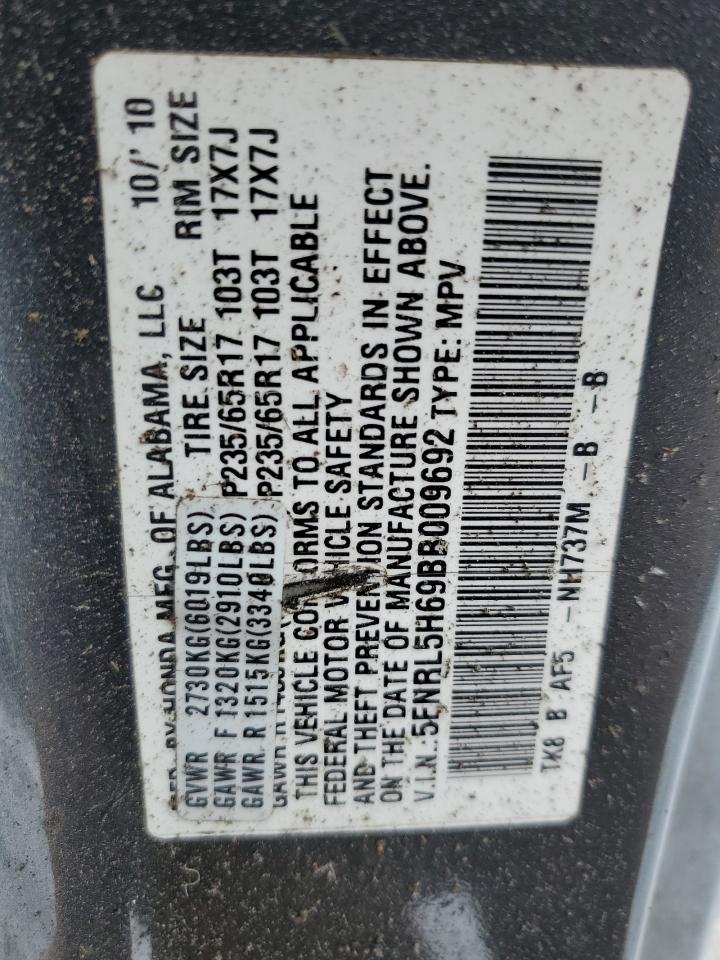 MFD. BY HONDA MFG. OF ALABAMA, LLC 10/'10
TIRE SIZE RIM SIZE
GVWR 2730KG(6019LBS)
GAWR F 1320KG(2910LBS) P235/65R17 103T 17X7J
GAWR R 1515KG(3340LBS) P235/65R17 103T 17X7J
THIS VEHICLE CONFORMS TO ALL APPLICABLE
FEDERAL MOTOR VEHICLE SAFETY
AND THEFT PREVENTION STANDARDS IN EFFECT
ON THE DATE OF MANUFACTURE SHOWN ABOVE.
V.I.N.: 5FNRL5H69BB009692 TYPE: MPV
TK8 B AF5 -NH737M -B -B